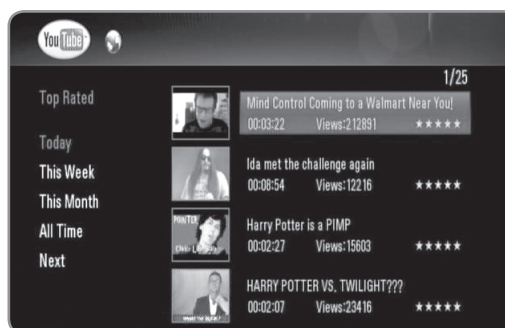 You Tube
1/25
Top Rated
Today
This Week
This Month
All Time
Next
Mind Control Coming to a Walmart Near You!
00:03:22 Views:212891 ★★★★★
Ida met the challenge again
00:08:54 Views:12216 ★★★★★
Harry Potter is a PIMP
00:02:27 Views:15603 ★★★★★
HARRY POTTER VS, TWILIGHT???
00:02:07 Views:23416 ★★★★★